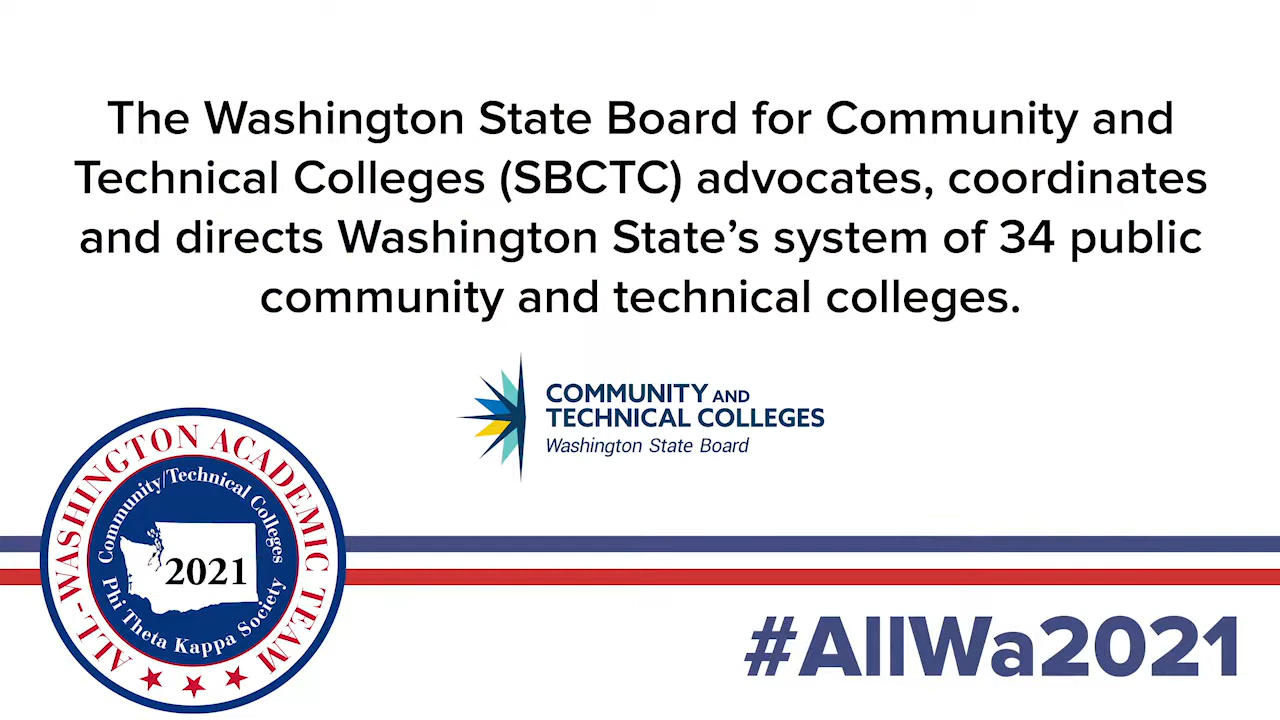 The Washington State Board for Community and
Technical Colleges (SBCTC) advocates, coordinates
and directs Washington State’s system of 34 public
community and technical colleges.
COMMUNITY AND
TECHNICAL COLLEGES
Washington State Board
ALL-WASHINGTON ACADEMIC TEAM
Community/Technical Colleges
2021
Phi Theta Kappa Society
#AllWa2021